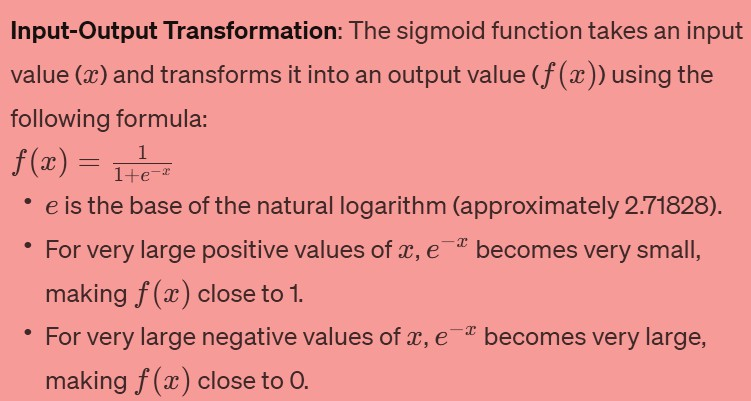 Input-Output Transformation: The sigmoid function takes an input
value (x) and transforms it into an output value (f(x)) using the
following formula:
f(x) = 1/(1+e^{-x})
• e is the base of the natural logarithm (approximately 2.71828).
• For very large positive values of x, e^{-x} becomes very small,
making f(x) close to 1.
• For very large negative values of x, e^{-x} becomes very large,
making f(x) close to 0.